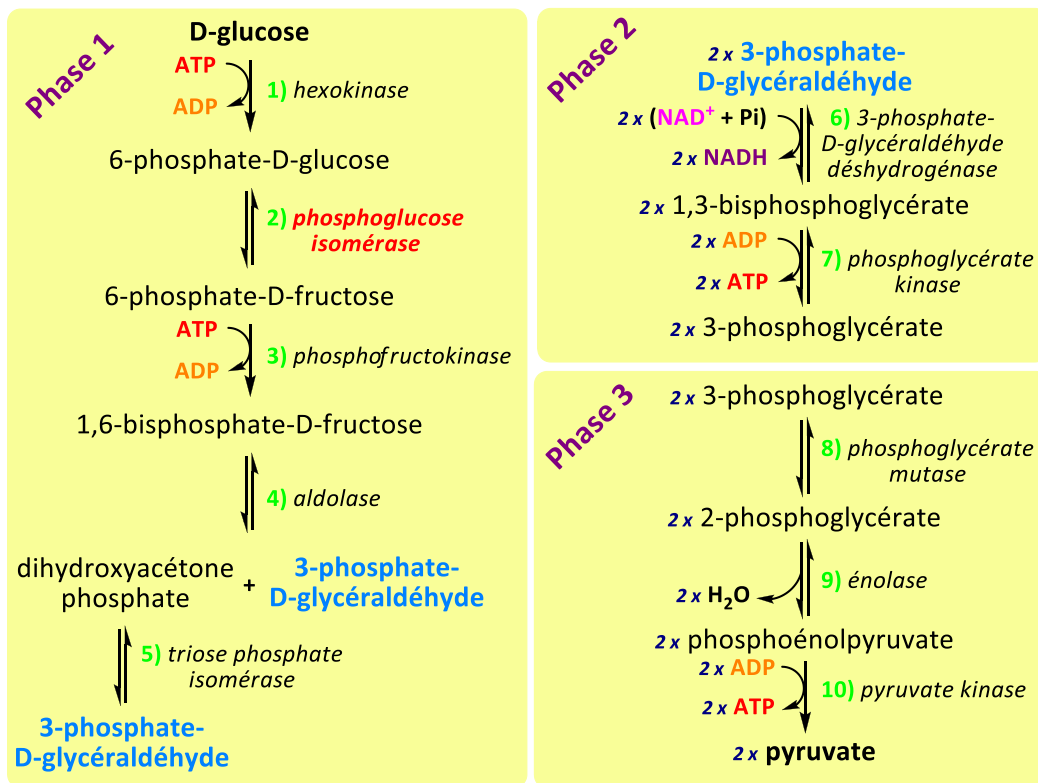 Phase 1
D-glucose
ATP
ADP
1) hexokinase
6-phosphate-D-glucose
2) phosphoglucose
isomérase
6-phosphate-D-fructose
ATP
ADP
3) phosphofructokinase
1,6-bisphosphate-D-fructose
4) aldolase
dihydroxyacétone
phosphate
+
3-phosphate-
D-glycéraldéhyde
5) triose phosphate
isomérase
3-phosphate-
D-glycéraldéhyde
Phase 2
2 x 3-phosphate-
D-glycéraldéhyde
2 x (NAD⁺ + Pi)
2 x NADH
6) 3-phosphate-
D-glycéraldéhyde
déshydrogénase
2 x 1,3-bisphosphoglycérate
2 x ADP
2 x ATP
7) phosphoglycérate
kinase
2 x 3-phosphoglycérate
Phase 3
2 x 3-phosphoglycérate
8) phosphoglycérate
mutase
2 x 2-phosphoglycérate
2 x H₂O
9) énolase
2 x phosphoénolpyruvate
2 x ADP
2 x ATP
10) pyruvate kinase
2 x pyruvate